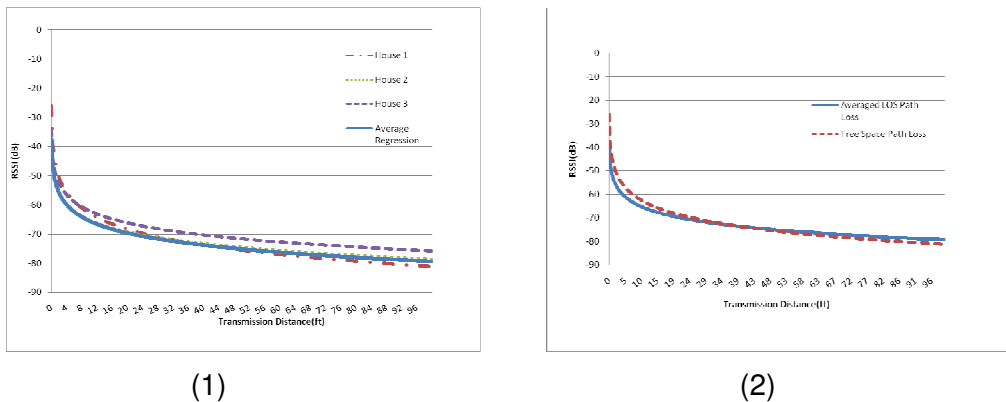 -0
-10
-20
-30
-40
-50
-60
-70
-80
-90
RSSI(dB)
0 4 8 12 16 20 24 28 32 36 40 44 48 52 56 60 64 68 72 76 80 84 88 92 96
Transmission Distance(ft)
House 1
House 2
House 3
Average
Regression
(1)
0
-10
-20
-30
-40
-50
-60
-70
-80
-90
RSSI(dB)
0 5 10 15 19 24 29 34 39 43 48 53 58 63 67 72 77 82 86 91 96
Transmission Distance(ft)
Averaged LOS Path
Loss
Free Space Path Loss
(2)